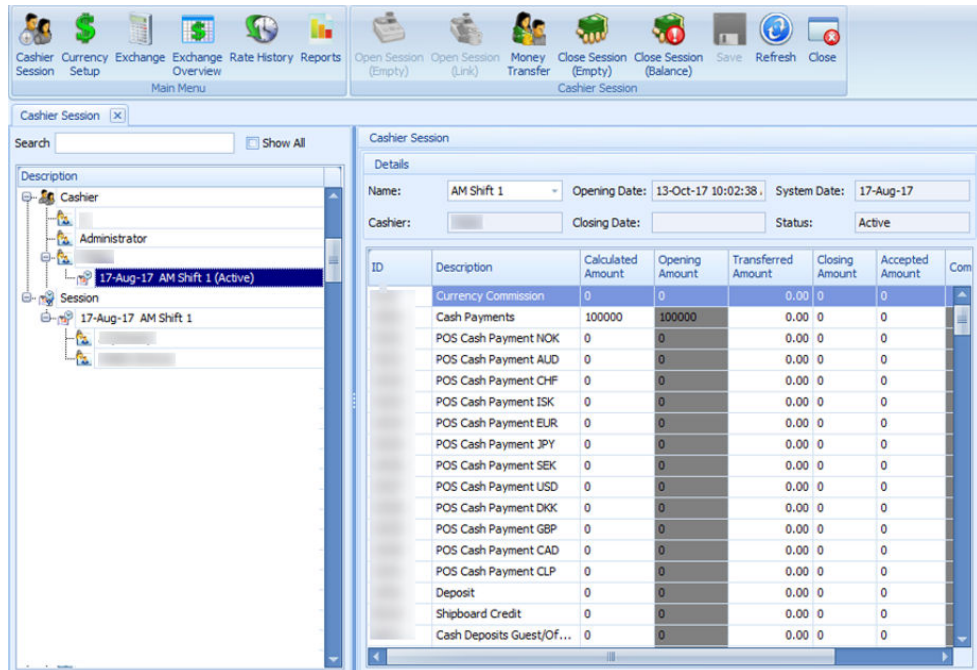 Cashier Session Currency Setup Exchange Exchange Overview Rate History Reports Open Session (Empty) Open Session (Link) Money Transfer Close Session (Empty) Close Session (Balance) Save Refresh Close
Main Menu Cashier Session
Cashier Session
Search Show All
Description
Cashier
Administrator
17-Aug-17 AM Shift 1 (Active)
Session
17-Aug-17 AM Shift 1
Cashier Session
Details
Name: AM Shift 1 Opening Date: 13-Oct-17 10:02:38 System Date: 17-Aug-17
Cashier: Closing Date: Status: Active
ID Description Calculated Amount Opening Amount Transferred Amount Closing Amount Accepted Amount Com
Currency Commission 0 0 0.00 0 0
Cash Payments 100000 100000 0.00 0 0
POS Cash Payment NOK 0 0 0.00 0 0
POS Cash Payment AUD 0 0 0.00 0 0
POS Cash Payment CHF 0 0 0.00 0 0
POS Cash Payment ISK 0 0 0.00 0 0
POS Cash Payment EUR 0 0 0.00 0 0
POS Cash Payment JPY 0 0 0.00 0 0
POS Cash Payment SEK 0 0 0.00 0 0
POS Cash Payment USD 0 0 0.00 0 0
POS Cash Payment DKK 0 0 0.00 0 0
POS Cash Payment GBP 0 0 0.00 0 0
POS Cash Payment CAD 0 0 0.00 0 0
POS Cash Payment CLP 0 0 0.00 0 0
Deposit 0 0 0.00 0 0
Shipboard Credit 0 0 0.00 0 0
Cash Deposits Guest/Of... 0 0 0.00 0 0